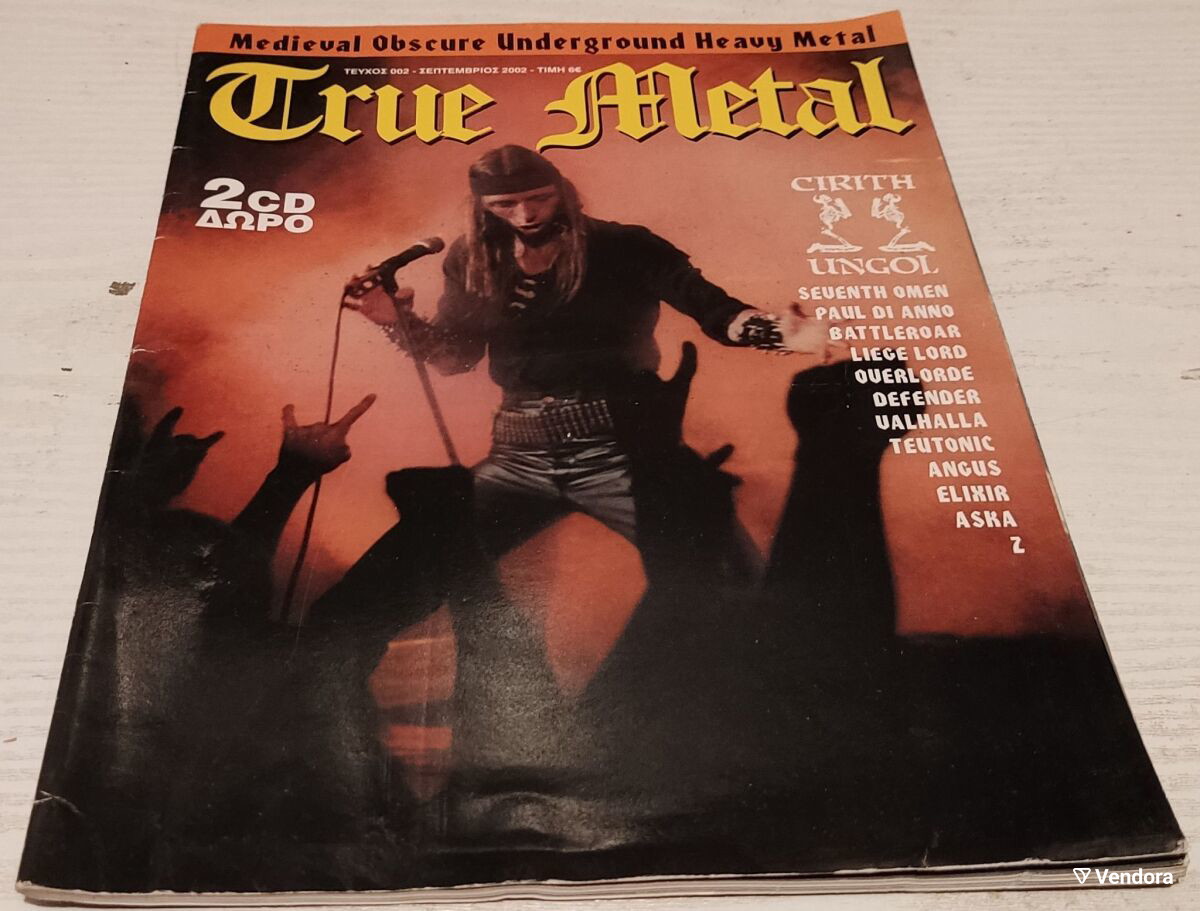 Medieval Obscure Underground Heavy Metal
True Metal
ΤΕΥΧΟΣ 002 - ΣΕΠΤΕΜΒΡΙΟΣ 2002 - ΤΙΜΗ 6€
2CD
ΔΩΡΟ
CIRITH
UNGOL
SEVENTH OMEN
PAUL DI ANNO
BATTLEROAR
LIEGE LORD
OVERLORDE
DEFENDER
VALHALLA
TEUTONIC
ANGUS
ELIXIR
ASKA
Z
Vendora